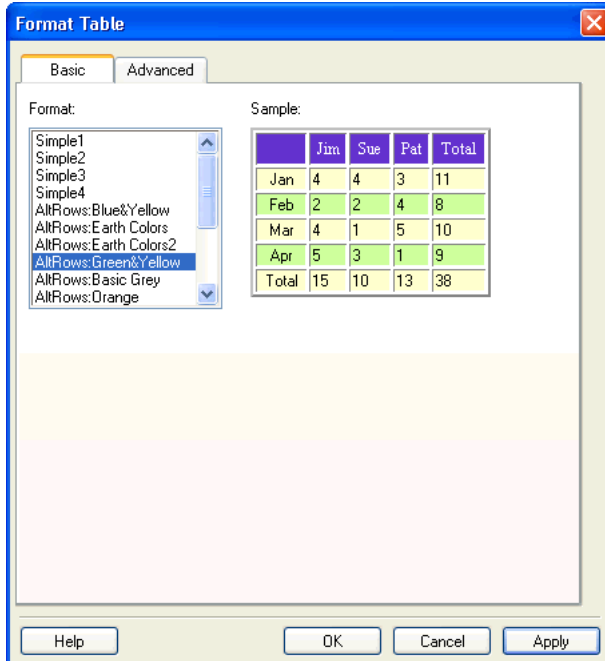 Format Table
Basic Advanced
Format: Sample:
Simple1
Simple2
Simple3
Simple4
AltRows:Blue&Yellow
AltRows:Earth Colors
AltRows:Earth Colors2
AltRows:Green&Yellow
AltRows:Basic Grey
AltRows:Orange
Jim Sue Pat Total
Jan 4 4 3 11
Feb 2 2 4 8
Mar 4 1 5 10
Apr 5 3 1 9
Total 15 10 13 38
Help OK Cancel Apply